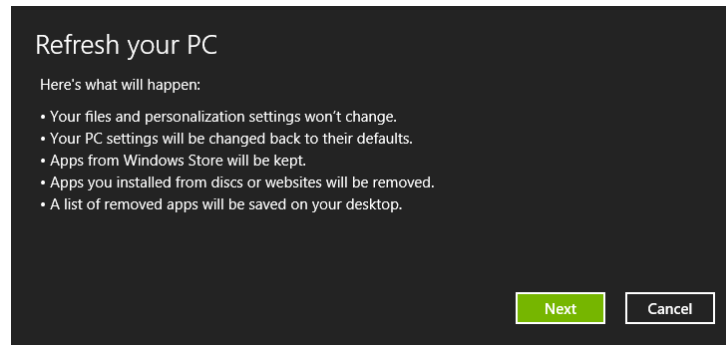 Refresh your PC
Here's what will happen:
• Your files and personalization settings won't change.
• Your PC settings will be changed back to their defaults.
• Apps from Windows Store will be kept.
• Apps you installed from discs or websites will be removed.
• A list of removed apps will be saved on your desktop.
Next Cancel